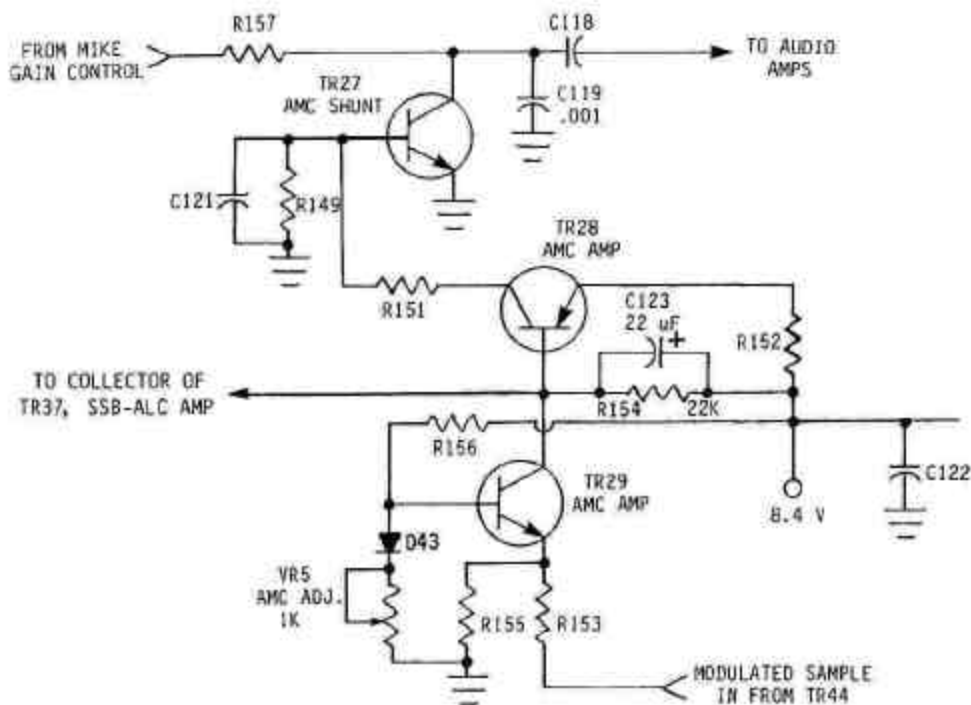 R157
C118
FROM MIKE
GAIN CONTROL
TO AUDIO
AMPS
TR27
AMC SHUNT
C119
.001
C121
R149
TR28
AMC AMP
R151
C123
22 uF
+
R152
TO COLLECTOR OF
TR37, SSB-ALC AMP
R154
22K
R156
TR29
AMC AMP
C122
8.4 V
D43
VR5
AMC ADJ.
1K
R155
R153
MODULATED SAMPLE
IN FROM TR44